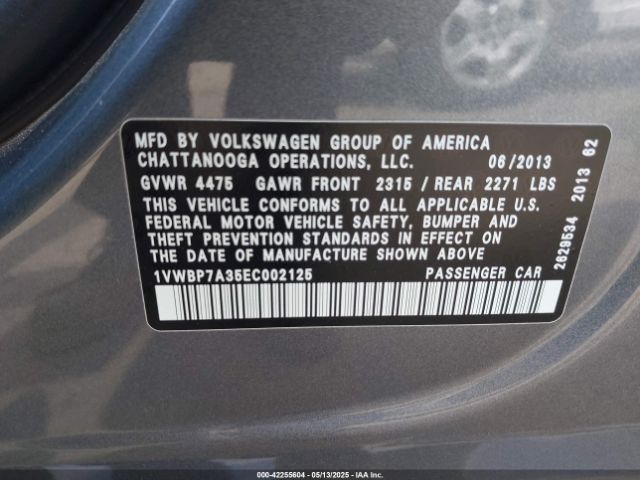 MFD BY VOLKSWAGEN GROUP OF AMERICA
CHATTANOOGA OPERATIONS, LLC. 06/2013
GVWR 4475 GAWR FRONT 2315 / REAR 2271 LBS
THIS VEHICLE CONFORMS TO ALL APPLICABLE U.S.
FEDERAL MOTOR VEHICLE SAFETY, BUMPER AND
THEFT PREVENTION STANDARDS IN EFFECT ON
THE DATE OF MANUFACTURE SHOWN ABOVE
1VWBP7A35EC002125 PASSENGER CAR
2629534 2013 62
000-42255604 - 05/13/2025 - IAA Inc.